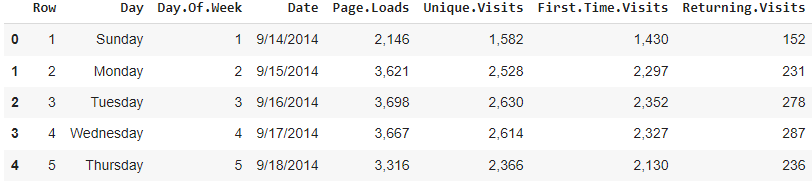 Row Day Day.Of.Week Date Page.Loads Unique.Visits First.Time.Visits Returning.Visits
0 1 Sunday 1 9/14/2014 2,146 1,582 1,430 152
1 2 Monday 2 9/15/2014 3,621 2,528 2,297 231
2 3 Tuesday 3 9/16/2014 3,698 2,630 2,352 278
3 4 Wednesday 4 9/17/2014 3,667 2,614 2,327 287
4 5 Thursday 5 9/18/2014 3,316 2,366 2,130 236